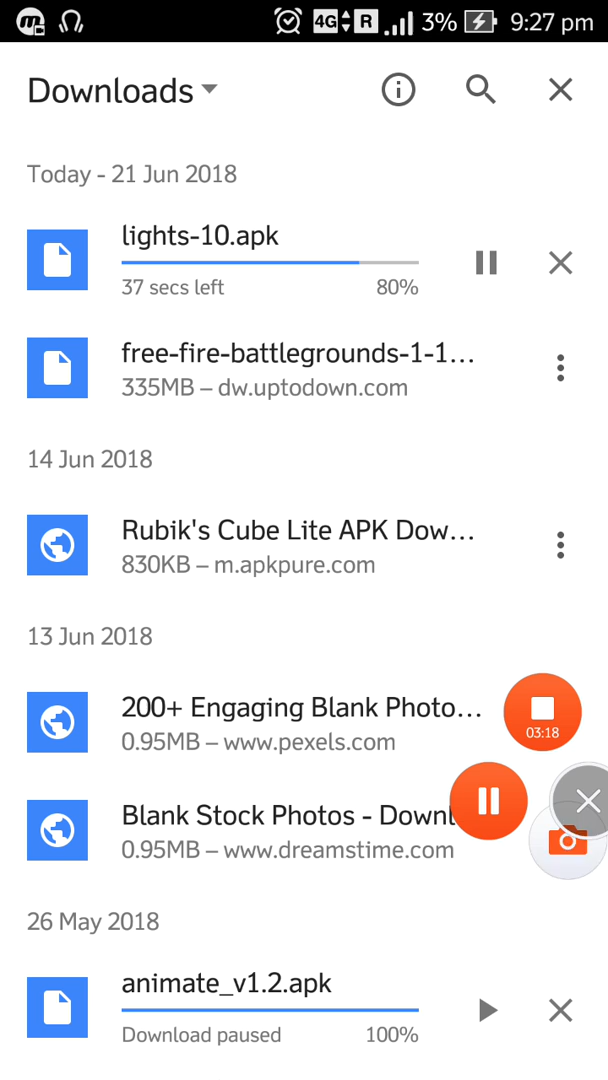 4G R 3% 9:27 pm
Downloads
Today - 21 Jun 2018
lights-10.apk
37 secs left 80%
free-fire-battlegrounds-1-1...
335MB – dw.uptodown.com
14 Jun 2018
Rubik's Cube Lite APK Dow...
830KB – m.apkpure.com
13 Jun 2018
200+ Engaging Blank Photo...
0.95MB – www.pexels.com
03:18
Blank Stock Photos - Downl
0.95MB – www.dreamstime.com
26 May 2018
animate_v1.2.apk
Download paused 100%